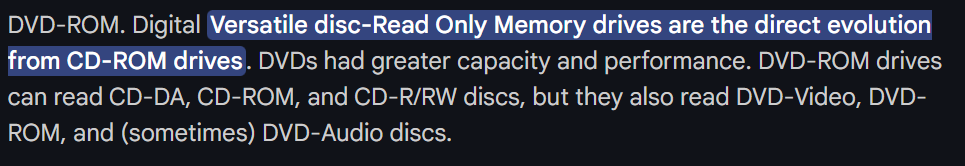 DVD-ROM. Digital Versatile disc-Read Only Memory drives are the direct evolution
from CD-ROM drives. DVDs had greater capacity and performance. DVD-ROM drives
can read CD-DA, CD-ROM, and CD-R/RW discs, but they also read DVD-Video, DVD-
ROM, and (sometimes) DVD-Audio discs.